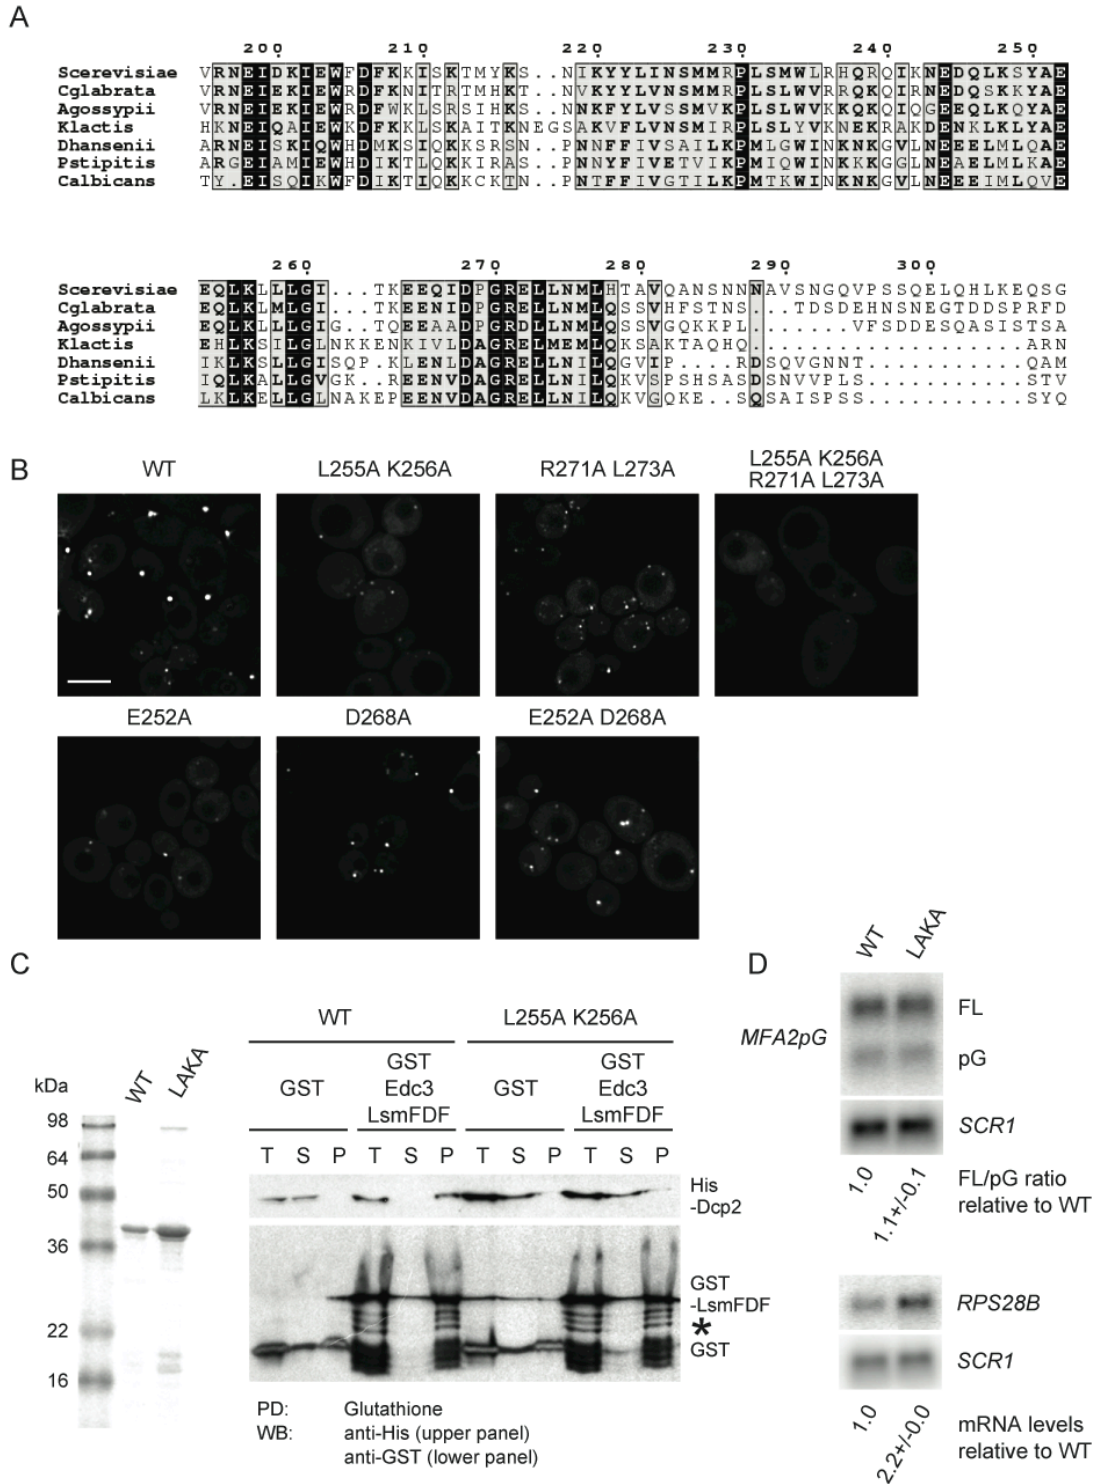 A
200 210 220 230 240 250
Scerevisiae VRNEIDKIEWFDFKKISKTMYKS..NIKYYLINSMMRPLSMWLRHQRQIKNEDQLKSYAE
Cglabrata VRNEIEKIEWRDFKNITRTMIHKT..NVKYYLVNSMMRPLSLWVRRQKQIRNEDQSKKYAE
Agossypii VRNEISKIEWRDFWKLSRSIHKS..NNKFYLVSSMVKPLSMWVKRQKQIQGEEQLKQYAE
Klactis HKNEIQAIEWKDFKKLSKAITKNEGSAKVFLVNSMIRPLSLYVKNEKRAKDENKLKLYAE
Dhansenii ARNEISKIQWHDMKSIQKKSRSN..PNNFFIVSAILKPLMGWINKNKKVLNEEELMLRAE
Pstipitis ARGEIAMIEWHDIKTLQKKIRAS..PNNYFYVETVIKPMIQWINKKKGGLNEAELMLKAE
Calbicans TY.EISQIKWFDIKTIQKKCKTN..PNTFFIVGTILKPMTKWINKNKGVLNEEEIMLQVE
260 270 280 290 300
Scerevisiae EQLKLLLGI...TKEEQIDPGRELLNMLHTAVQANSNNNAVSNGQVPSSQELQHLKEQSG
Cglabrata EQLKLMLGI...TKEENIDPGRELLNMLQSSVHFSTNS.TDSDEHNSNEGTDDSPRFD
Agossypii EQLKLLLGIG..TQEEAADPGRDLLNMLQSSVGQKKPL.......VFSDDESQASISTSA
Klactis EHLKSILGLNKKENKIVLDAGRELMEMLQKSAKTAQHQ...................ARN
Dhansenii IKLKSLLGISQP.KLENLDAGRELLNILQGVIP..RDSQVGNNT............QAM
Pstipitis IQLKALLGVGK.REENVDAGRELLNILQKVSPSHSASDSNVVPLS...........STV
Calbicans LKLKELLGLNAKEPEENVDAGRELLNILQKVGQKE..SQSAISPSS...........SYQ
B
WT L255A K256A R271A L273A L255A K256A
R271A L273A
E252A D268A E252A D268A
C
WT L255A K256A
GST GST
Edc3
LsmFDF GST GST
Edc3
LsmFDF
T S P T S P T S P T S P
kDa WT LAKA
98
64
50
36
22
16
His
-Dcp2
GST
-LsmFDF
*
GST
PD: Glutathione
WB: anti-His (upper panel)
anti-GST (lower panel)
D
WT LAKA
MFA2pG
FL
pG
SCR1
1.0 1.1+/-0.1 FL/pG ratio
relative to WT
RPS28B
SCR1
1.0 2.2+/-0.0 mRNA levels
relative to WT